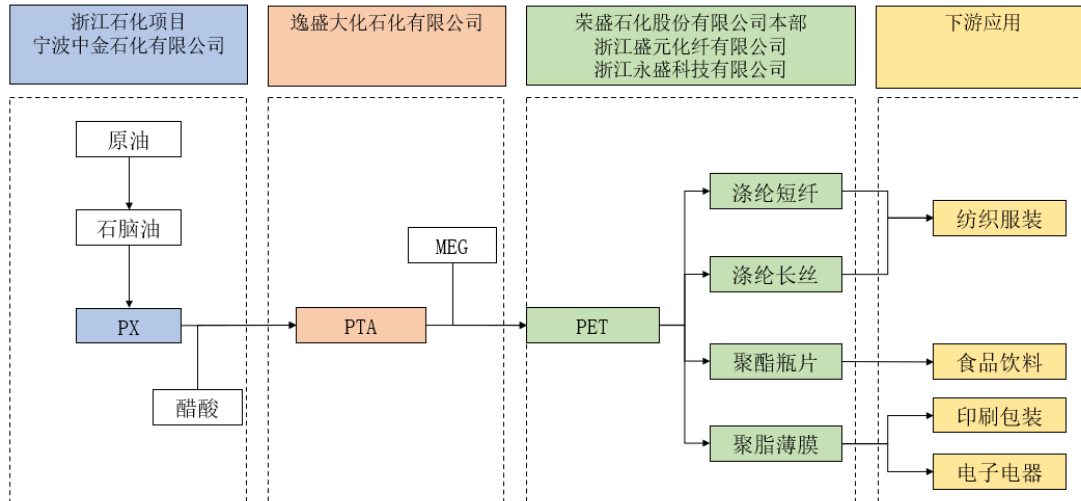 浙江石化项目
宁波中金石化有限公司
逸盛大化石化有限公司
荣盛石化股份有限公司本部
浙江盛元化纤有限公司
浙江永盛科技有限公司
下游应用
原油
石脑油
PX
醋酸
MEG
PTA
PET
涤纶短纤
涤纶长丝
聚酯瓶片
聚脂薄膜
纺织服装
食品饮料
印刷包装
电子电器